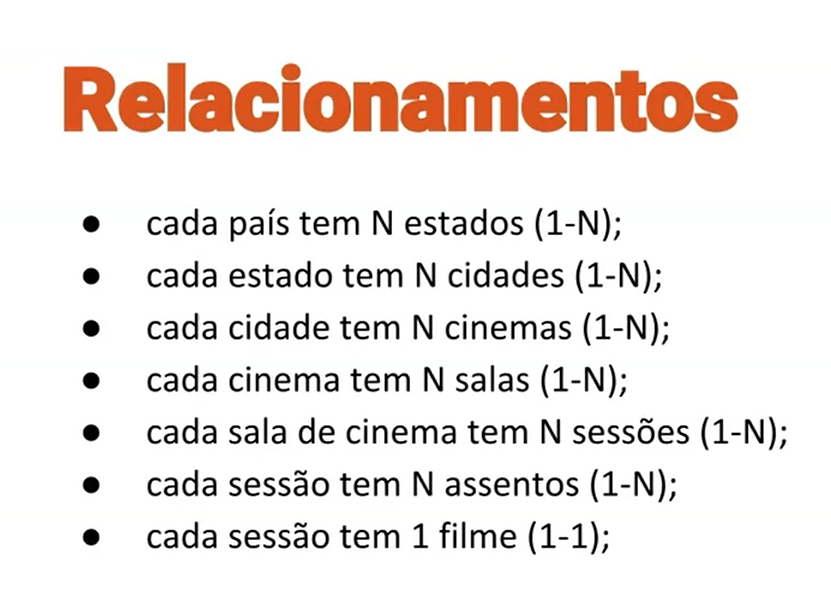 Relacionamentos
● cada país tem N estados (1-N);
● cada estado tem N cidades (1-N);
● cada cidade tem N cinemas (1-N);
● cada cinema tem N salas (1-N);
● cada sala de cinema tem N sessões (1-N);
● cada sessão tem N assentos (1-N);
● cada sessão tem 1 filme (1-1);